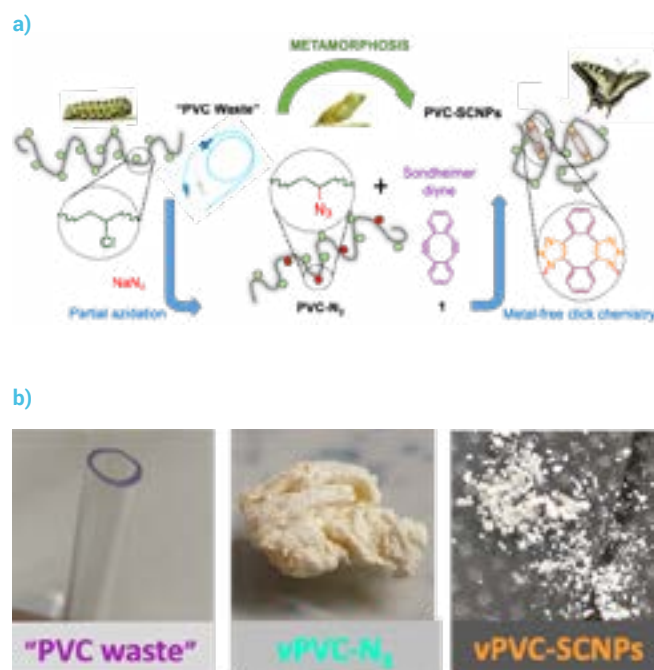 a)
METAMORPHOSIS
"PVC Waste"
PVC-SCNPs
Sondheimer
diyne
+
N₃
Cl
NaN₃
PVC-N₃
1
Partial azidation
Metal-free click chemistry
N N
N N
b)
"PVC waste"
vPVC-N₃
vPVC-SCNPs